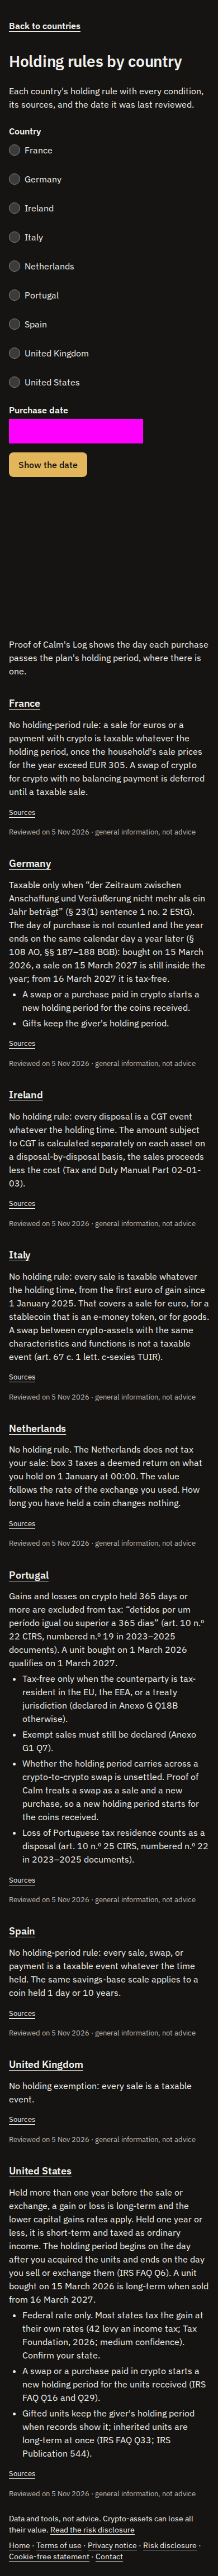 Back to countries
Holding rules by country
Each country's holding rule with every condition,
its sources, and the date it was last reviewed.
Country
France
Germany
Ireland
Italy
Netherlands
Portugal
Spain
United Kingdom
United States
Purchase date
Show the date
Proof of Calm's Log shows the day each purchase
passes the plan's holding period, where there is
one.
France
No holding-period rule: a sale for euros or a
payment with crypto is taxable whatever the
holding period, once the household's sale prices
for the year exceed EUR 305. A swap of crypto
for crypto with no balancing payment is deferred
until a taxable sale.
Sources
Reviewed on 5 Nov 2026 · general information, not advice
Germany
Taxable only when “der Zeitraum zwischen
Anschaffung und Veräußerung nicht mehr als ein
Jahr beträgt” (§ 23(1) sentence 1 no. 2 EStG).
The day of purchase is not counted and the year
ends on the same calendar day a year later (§
108 AO, §§ 187–188 BGB): bought on 15 March
2026, a sale on 15 March 2027 is still inside the
year; from 16 March 2027 it is tax-free.
• A swap or a purchase paid in crypto starts a
new holding period for the coins received.
• Gifts keep the giver's holding period.
Sources
Reviewed on 5 Nov 2026 · general information, not advice
Ireland
No holding rule: every disposal is a CGT event
whatever the holding time. The amount subject
to CGT is calculated separately on each asset on
a disposal-by-disposal basis, the sales proceeds
less the cost (Tax and Duty Manual Part 02-01-
03).
Sources
Reviewed on 5 Nov 2026 · general information, not advice
Italy
No holding rule: every sale is taxable whatever
the holding time, from the first euro of gain since
1 January 2025. That covers a sale for euro, for a
stablecoin that is an e-money token, or for goods.
A swap between crypto-assets with the same
characteristics and functions is not a taxable
event (art. 67 c. 1 lett. c-sexies TUIR).
Sources
Reviewed on 5 Nov 2026 · general information, not advice
Netherlands
No holding rule. The Netherlands does not tax
your sale: box 3 taxes a deemed return on what
you hold on 1 January at 00:00. The value
follows the rate of the exchange you used. How
long you have held a coin changes nothing.
Sources
Reviewed on 5 Nov 2026 · general information, not advice
Portugal
Gains and losses on crypto held 365 days or
more are excluded from tax: “detidos por um
período igual ou superior a 365 dias” (art. 10 n.º
22 CIRS, numbered n.º 19 in 2023–2025
documents). A unit bought on 1 March 2026
qualifies on 1 March 2027.
• Tax-free only when the counterparty is tax-
resident in the EU, the EEA, or a treaty
jurisdiction (declared in Anexo G Q18B
otherwise).
• Exempt sales must still be declared (Anexo
G1 Q7).
• Whether the holding period carries across a
crypto-to-crypto swap is unsettled. Proof of
Calm treats a swap as a sale and a new
purchase, so a new holding period starts for
the coins received.
• Loss of Portuguese tax residence counts as a
disposal (art. 10 n.º 25 CIRS, numbered n.º 22
in 2023–2025 documents).
Sources
Reviewed on 5 Nov 2026 · general information, not advice
Spain
No holding-period rule: every sale, swap, or
payment is a taxable event whatever the time
held. The same savings-base scale applies to a
coin held 1 day or 10 years.
Sources
Reviewed on 5 Nov 2026 · general information, not advice
United Kingdom
No holding exemption: every sale is a taxable
event.
Sources
Reviewed on 5 Nov 2026 · general information, not advice
United States
Held more than one year before the sale or
exchange, a gain or loss is long-term and the
lower capital gains rates apply. Held one year or
less, it is short-term and taxed as ordinary
income. The holding period begins on the day
after you acquired the units and ends on the day
you sell or exchange them (IRS FAQ Q6). A unit
bought on 15 March 2026 is long-term when sold
from 16 March 2027.
• Federal rate only. Most states tax the gain at
their own rates (42 levy an income tax; Tax
Foundation, 2026; medium confidence).
Confirm your state.
• A swap or a purchase paid in crypto starts a
new holding period for the units received (IRS
FAQ Q16 and Q29).
• Gifted units keep the giver's holding period
when records show it; inherited units are
long-term at once (IRS FAQ Q33; IRS
Publication 544).
Sources
Reviewed on 5 Nov 2026 · general information, not advice
Data and tools, not advice. Crypto-assets can lose all
their value. Read the risk disclosure
Home · Terms of use · Privacy notice · Risk disclosure ·
Cookie-free statement · Contact